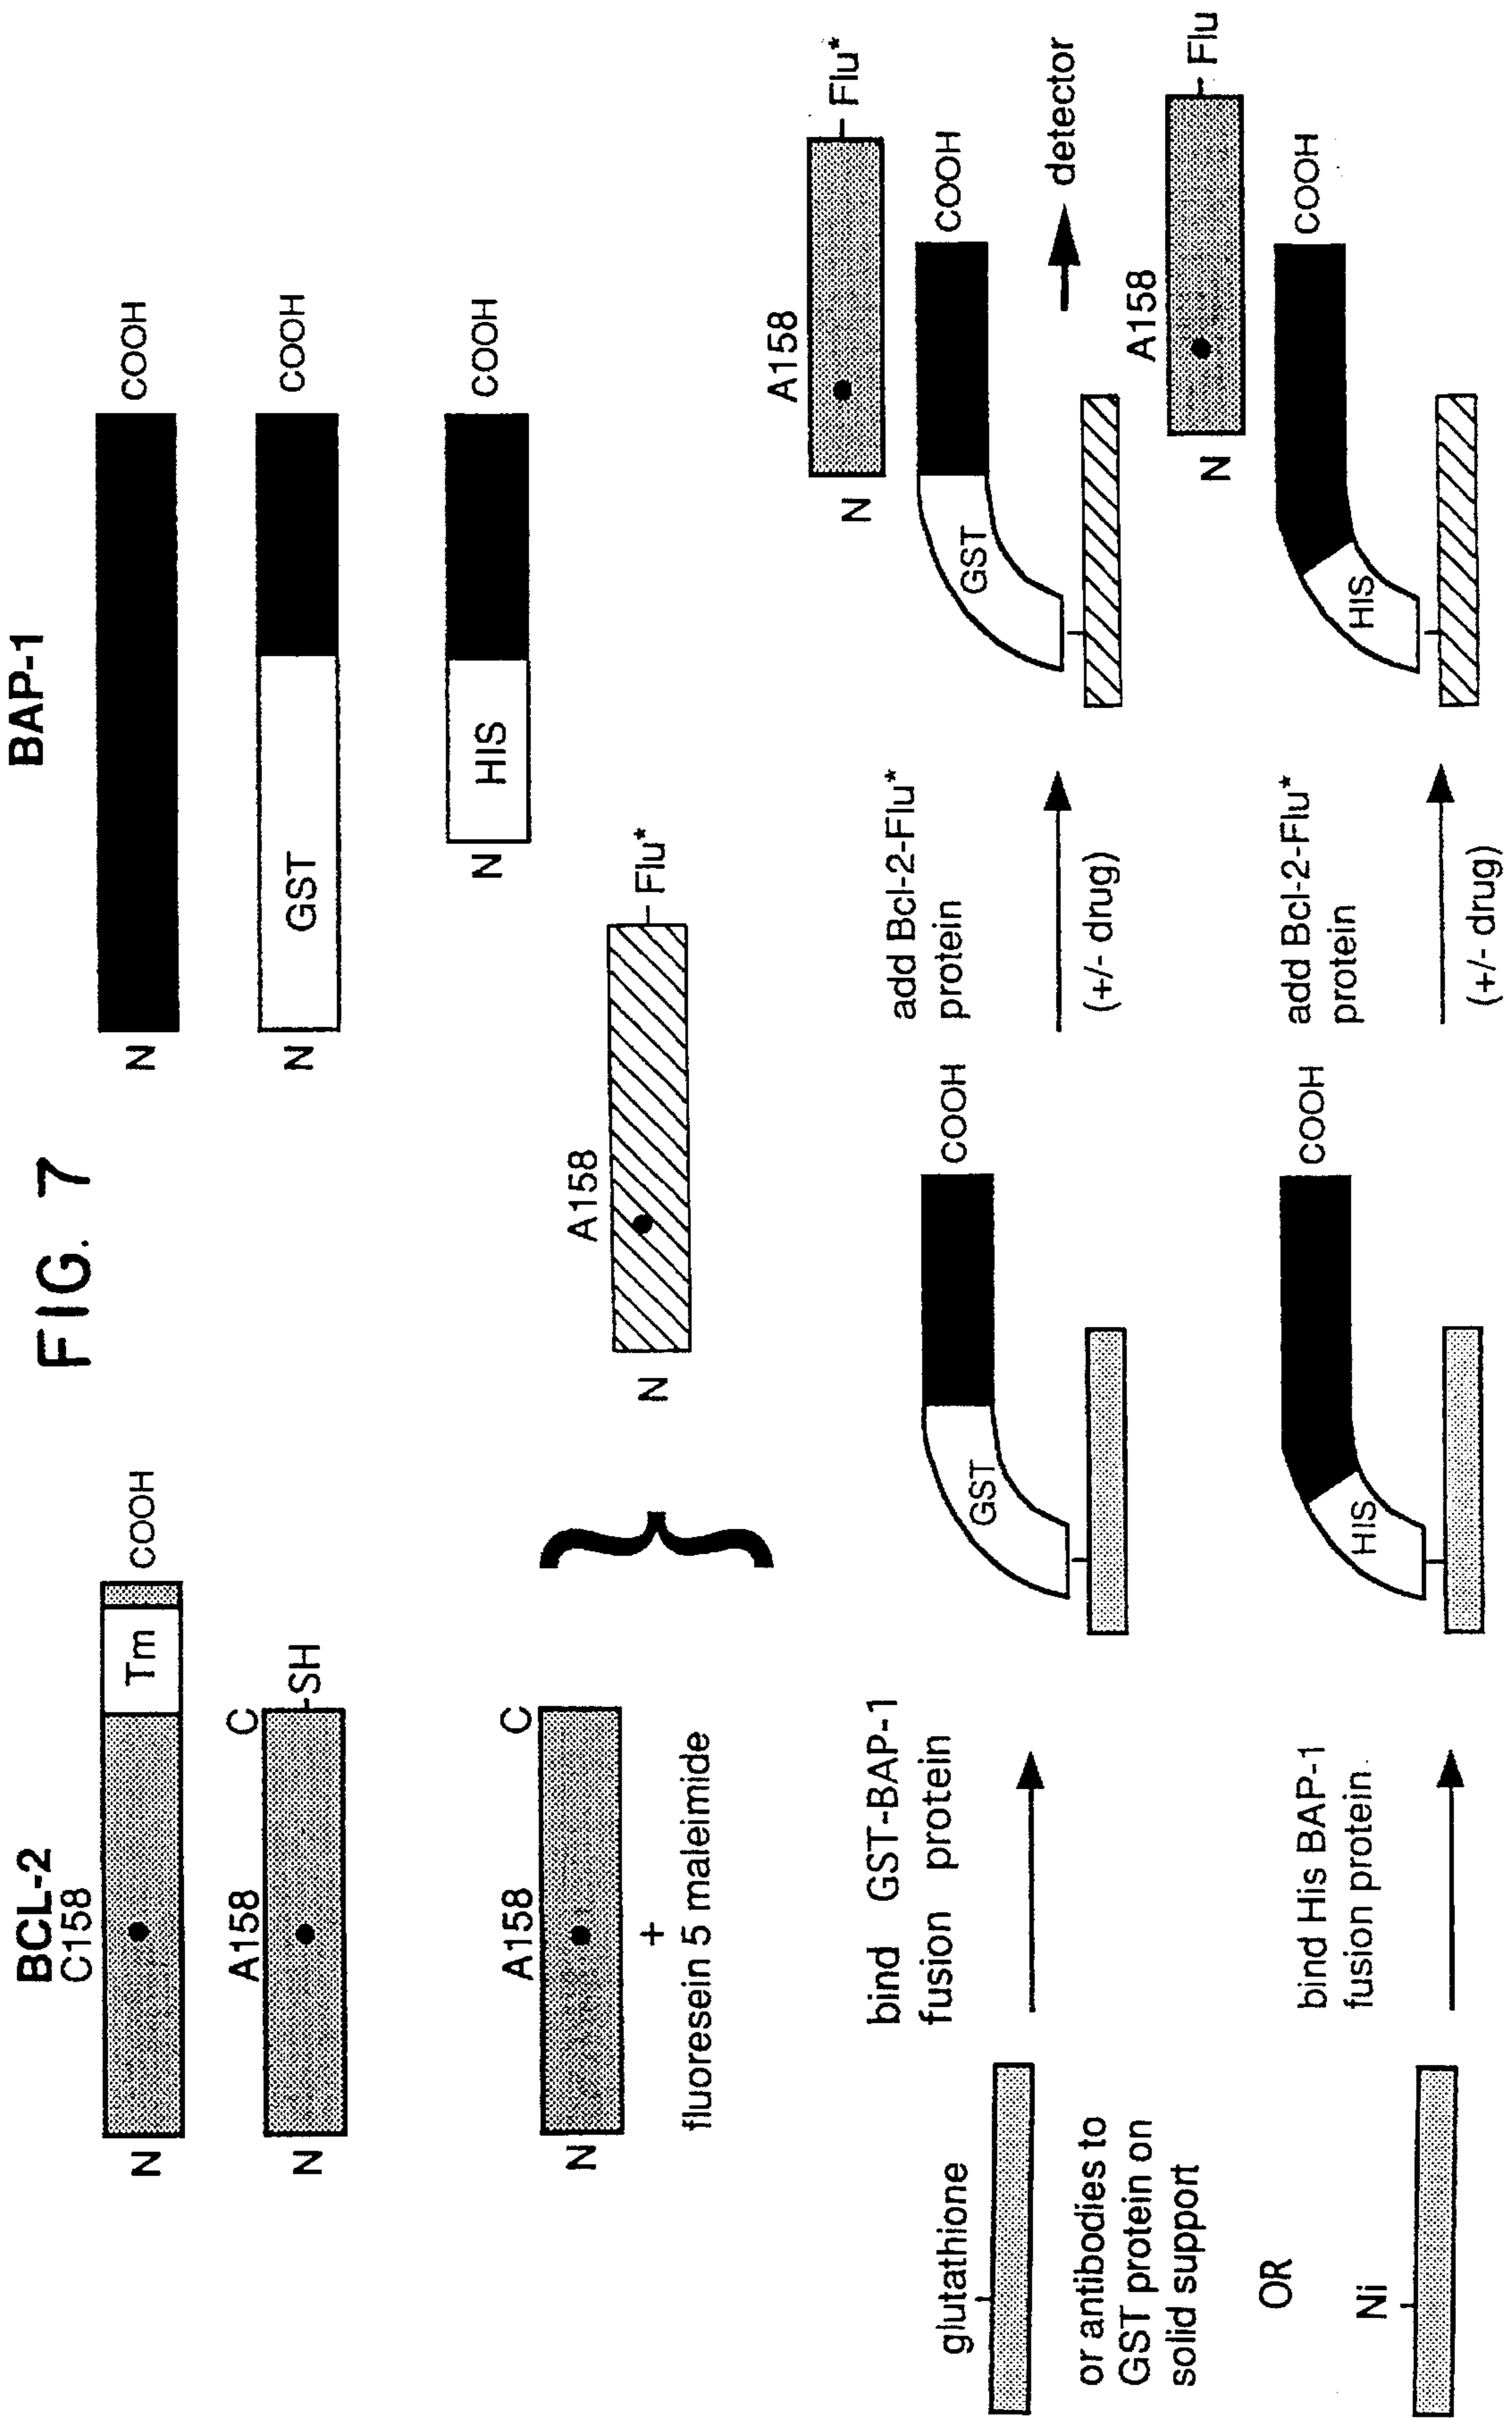 FIG. 7
BCL-2
C158
N
Tm
COOH
A158
C
N
SH
A158
C
N
+
fluoresein 5 maleimide
A158
N
Flu*
BAP-1
N
COOH
N
GST
COOH
N
HIS
COOH
glutathione
or antibodies to
GST protein on
solid support
bind GST-BAP-1
fusion protein
GST
COOH
add Bcl-2-Flu*
protein
(+/- drug)
A158
N
Flu*
GST
COOH
detector
OR
Ni
bind His BAP-1
fusion protein
HIS
COOH
add Bcl-2-Flu*
protein
(+/- drug)
A158
N
Flu
HIS
COOH